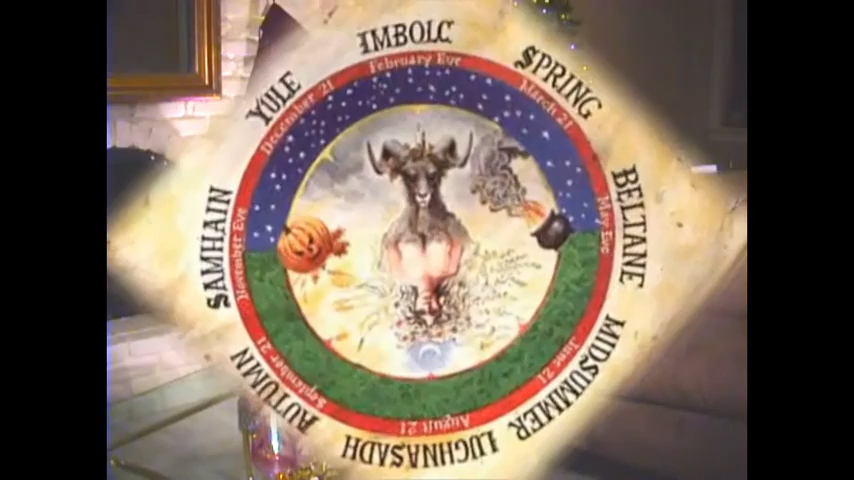 IMBOLC
February Eve
SPRING
March 21
BELTANE
May Eve
MIDSUMMER
June 21
LUGHNASADH
August 21
AUTUMN
September 21
SAMHAIN
November Eve
YULE
December 21